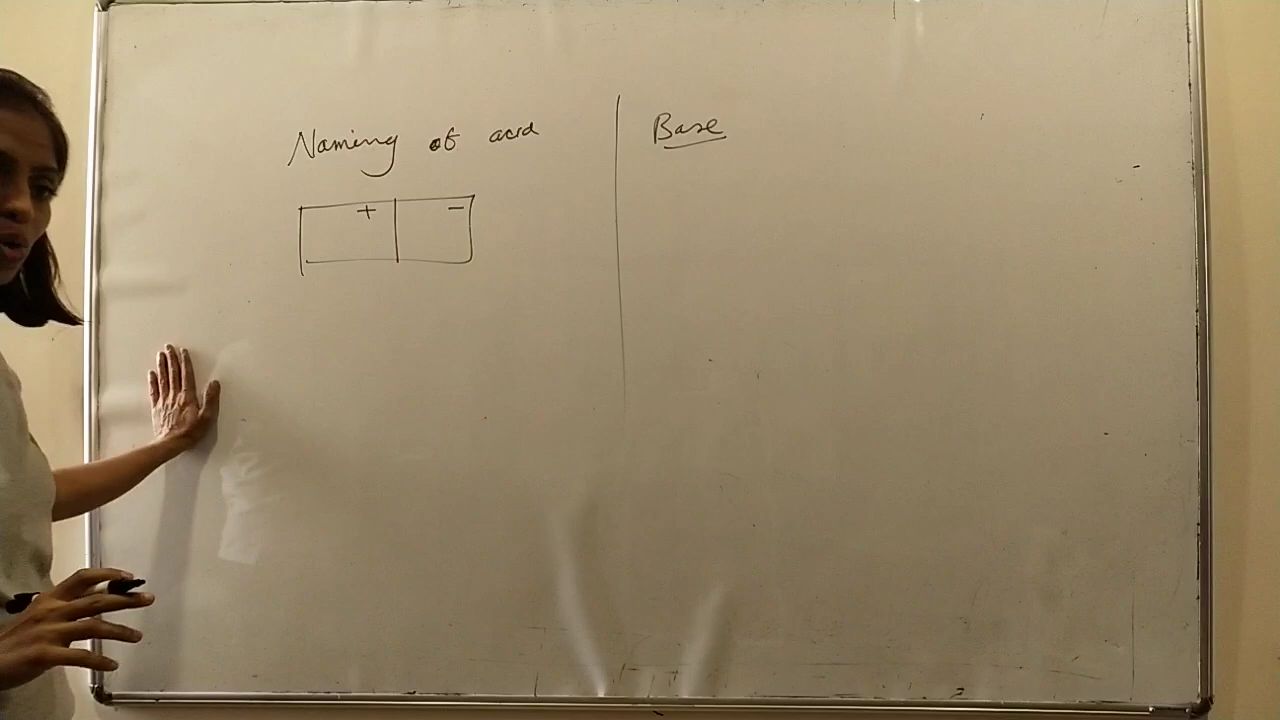 Naming of acid
+ -
Base